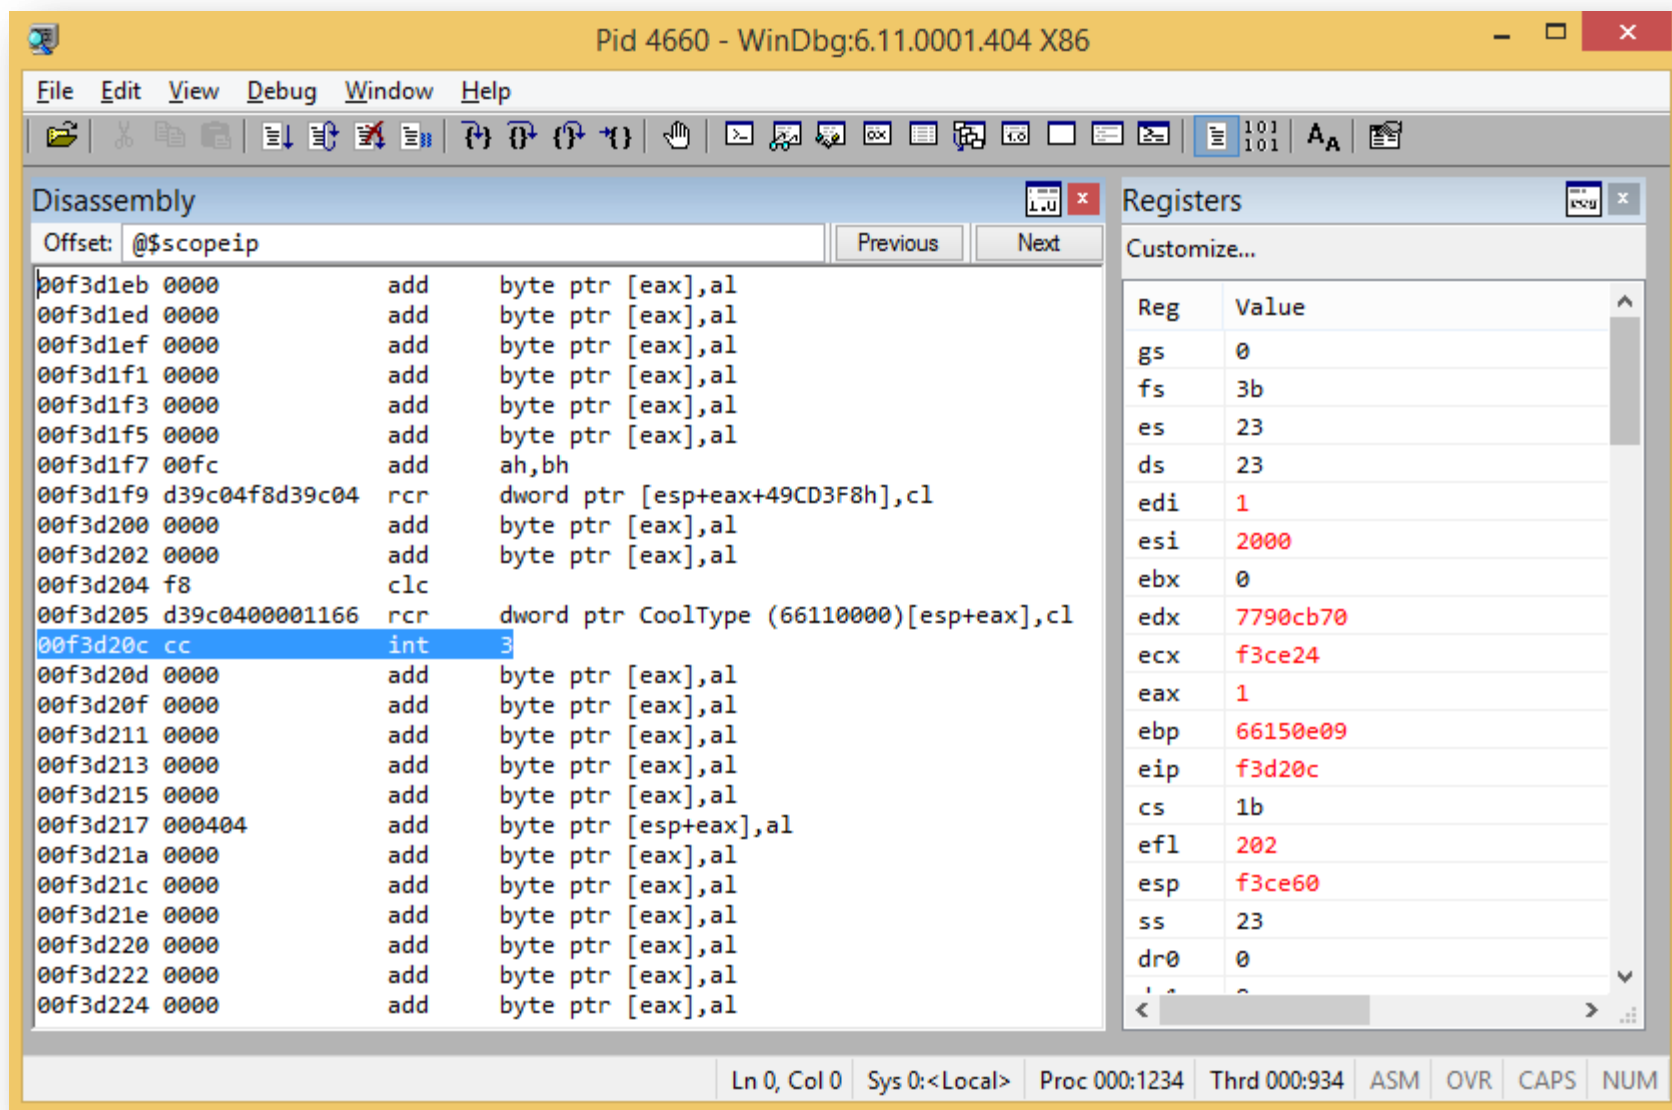 Pid 4660 - WinDbg:6.11.0001.404 X86
File Edit View Debug Window Help
Disassembly
Offset: @$scopeip Previous Next
00f3d1eb 0000 add byte ptr [eax],al
00f3d1ed 0000 add byte ptr [eax],al
00f3d1ef 0000 add byte ptr [eax],al
00f3d1f1 0000 add byte ptr [eax],al
00f3d1f3 0000 add byte ptr [eax],al
00f3d1f5 0000 add byte ptr [eax],al
00f3d1f7 00fc add ah,bh
00f3d1f9 d39c04f8d39c04 rcr dword ptr [esp+eax+49CD3F8h],cl
00f3d200 0000 add byte ptr [eax],al
00f3d202 0000 add byte ptr [eax],al
00f3d204 f8 clc
00f3d205 d39c0400001166 rcr dword ptr CoolType (66110000)[esp+eax],cl
00f3d20c cc int 3
00f3d20d 0000 add byte ptr [eax],al
00f3d20f 0000 add byte ptr [eax],al
00f3d211 0000 add byte ptr [eax],al
00f3d213 0000 add byte ptr [eax],al
00f3d215 0000 add byte ptr [eax],al
00f3d217 000404 add byte ptr [esp+eax],al
00f3d21a 0000 add byte ptr [eax],al
00f3d21c 0000 add byte ptr [eax],al
00f3d21e 0000 add byte ptr [eax],al
00f3d220 0000 add byte ptr [eax],al
00f3d222 0000 add byte ptr [eax],al
00f3d224 0000 add byte ptr [eax],al
Registers
Customize...
Reg Value
gs 0
fs 3b
es 23
ds 23
edi 1
esi 2000
ebx 0
edx 7790cb70
ecx f3ce24
eax 1
ebp 66150e09
eip f3d20c
cs 1b
efl 202
esp f3ce60
ss 23
dr0 0
Ln 0, Col 0 Sys 0:<Local> Proc 000:1234 Thrd 000:934 ASM OVR CAPS NUM